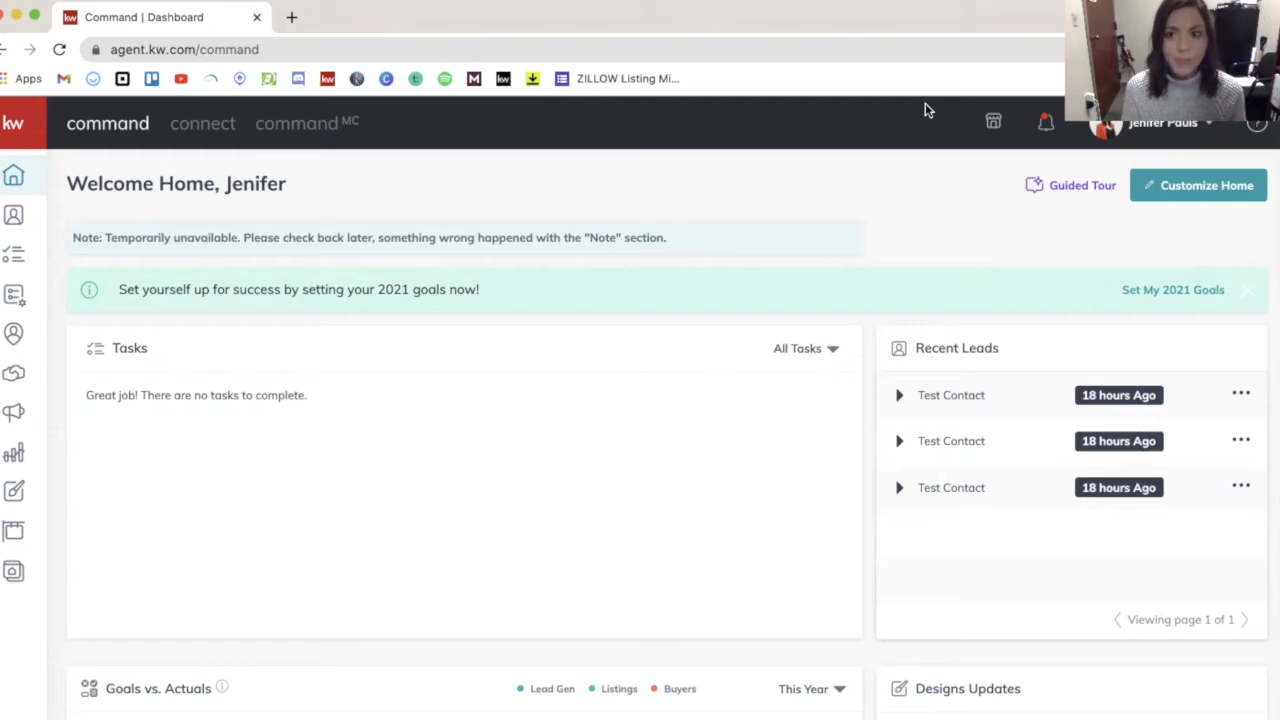 Command | Dashboard
agent.kw.com/command
Apps
kw
kw
ZILLOW Listing Mi...
kw
command connect command MC
Jenifer Pauls
Welcome Home, Jenifer
Guided Tour
Customize Home
Note: Temporarily unavailable. Please check back later, something wrong happened with the "Note" section.
Set yourself up for success by setting your 2021 goals now!
Set My 2021 Goals
Tasks
All Tasks
Great job! There are no tasks to complete.
Recent Leads
Test Contact 18 hours Ago
Test Contact 18 hours Ago
Test Contact 18 hours Ago
Viewing page 1 of 1
Goals vs. Actuals
Lead Gen Listings Buyers
This Year
Designs Updates